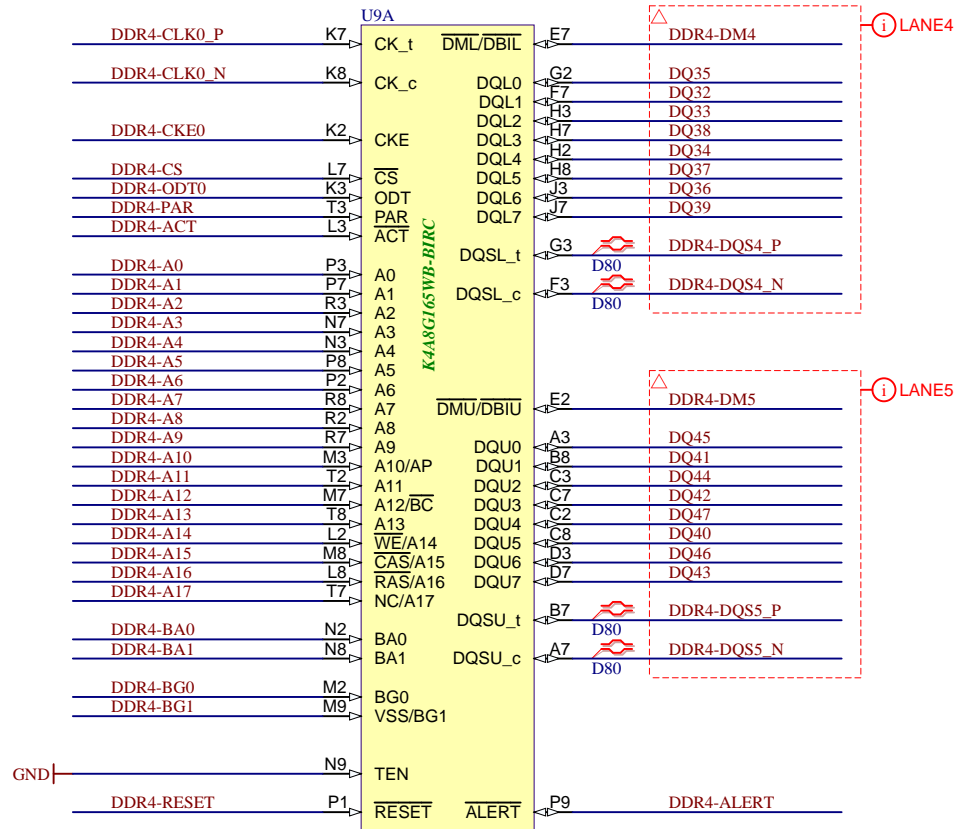 U9A
DDR4-CLK0_P K7 CK_t DML/DBIL E7 DDR4-DM4 i LANE4
DDR4-CLK0_N K8 CK_c DQL0 G2 DQ35
DQL1 F7 DQ32
DQL2 H3 DQ33
DDR4-CKE0 K2 CKE DQL3 H7 DQ38
DQL4 H2 DQ34
DDR4-CS L7 CS DQL5 H8 DQ37
DDR4-ODT0 K3 ODT DQL6 J3 DQ36
DDR4-PAR T3 PAR DQL7 J7 DQ39
DDR4-ACT L3 ACT
DQSL_t G3 D80 DDR4-DQS4_P
DDR4-A0 P3 A0
DDR4-A1 P7 A1 DQSL_c F3 D80 DDR4-DQS4_N
DDR4-A2 R3 A2
DDR4-A3 N7 A3
DDR4-A4 N3 A4
DDR4-A5 P8 A5
DDR4-A6 P2 A6
DDR4-A7 R8 A7 DMU/DBIU E2 DDR4-DM5 i LANE5
DDR4-A8 R2 A8
DDR4-A9 R7 A9 DQU0 A3 DQ45
DDR4-A10 M3 A10/AP DQU1 B8 DQ41
DDR4-A11 T2 A11 DQU2 C3 DQ44
DDR4-A12 M7 A12/BC DQU3 C7 DQ42
DDR4-A13 T8 A13 DQU4 C2 DQ47
DDR4-A14 L2 WE/A14 DQU5 C8 DQ40
DDR4-A15 M8 CAS/A15 DQU6 D3 DQ46
DDR4-A16 L8 RAS/A16 DQU7 D7 DQ43
DDR4-A17 T7 NC/A17
DQSU_t B7 D80 DDR4-DQS5_P
DDR4-BA0 N2 BA0
DDR4-BA1 N8 BA1 DQSU_c A7 D80 DDR4-DQS5_N
DDR4-BG0 M2 BG0
DDR4-BG1 M9 VSS/BG1
GND N9 TEN
DDR4-RESET P1 RESET ALERT P9 DDR4-ALERT
K4A8G165WB-BIRC